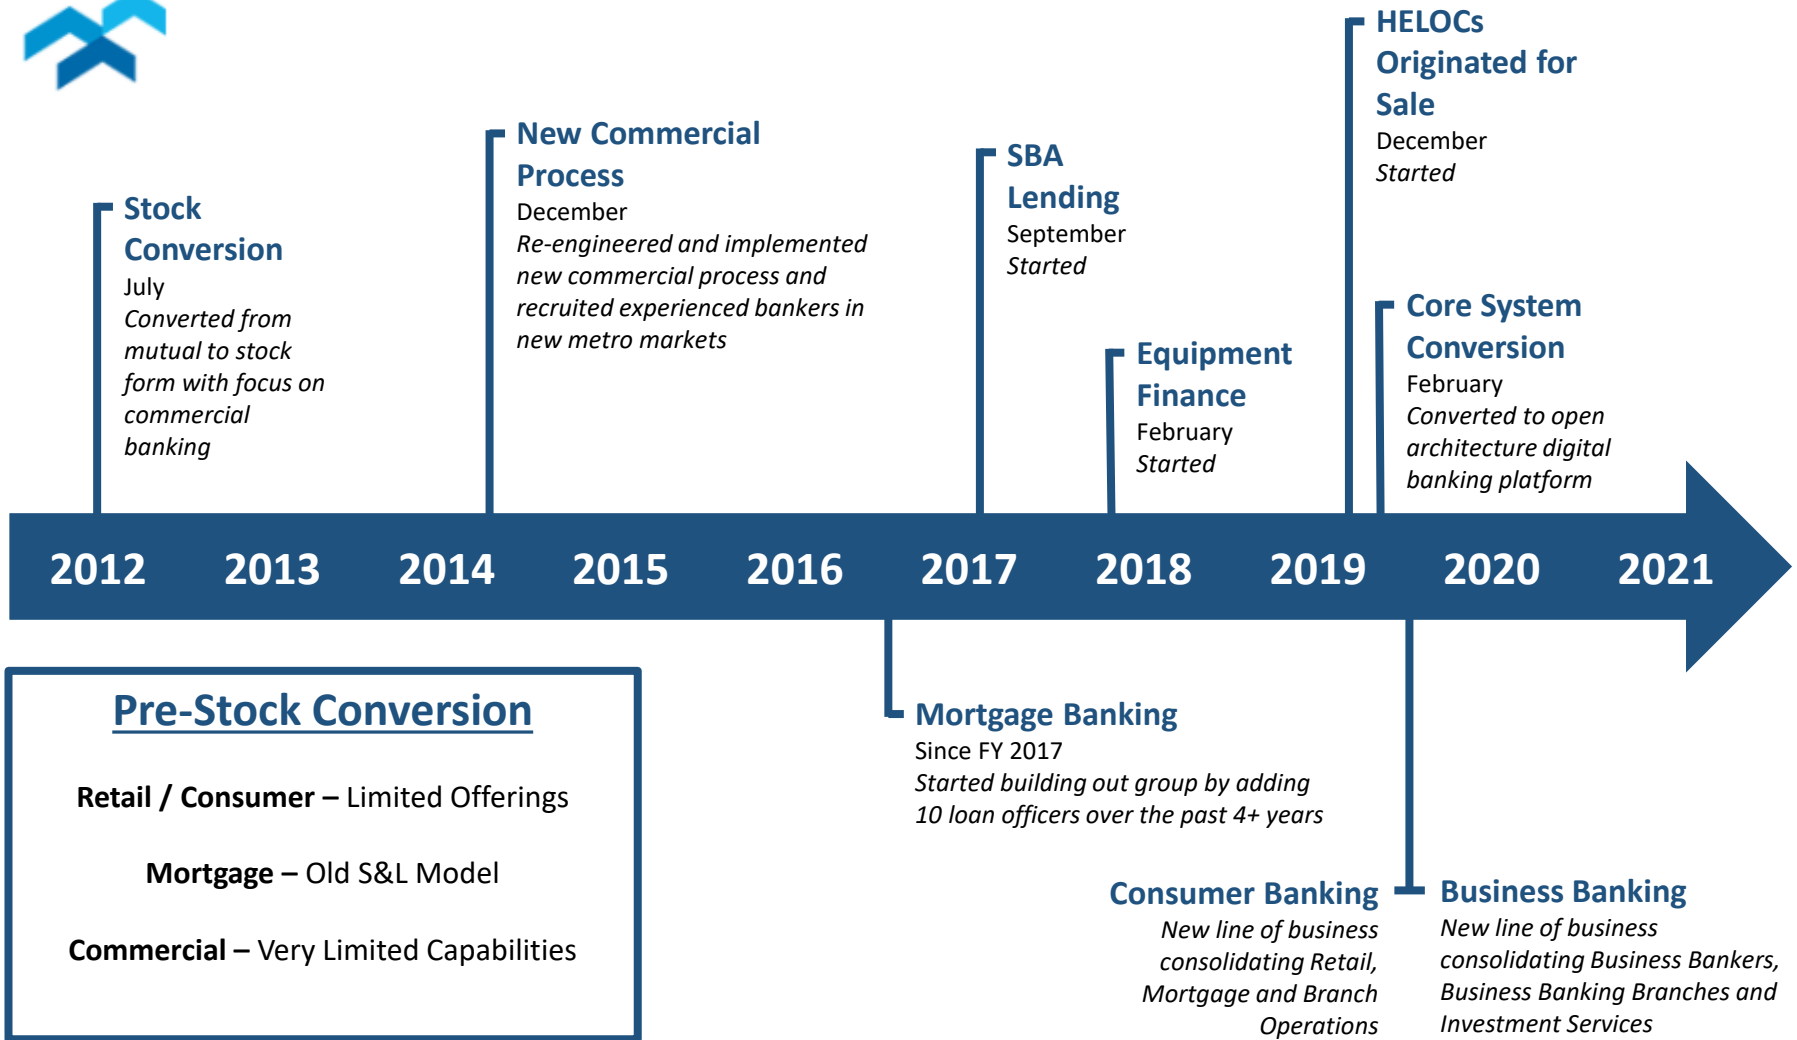 HELOCs
Originated for
Sale
December
Started
New Commercial
Process
December
Re-engineered and implemented
new commercial process and
recruited experienced bankers in
new metro markets
SBA
Lending
September
Started
Stock
Conversion
July
Converted from
mutual to stock
form with focus on
commercial
banking
Equipment
Finance
February
Started
Core System
Conversion
February
Converted to open
architecture digital
banking platform
2012 2013 2014 2015 2016 2017 2018 2019 2020 2021
Pre-Stock Conversion
Retail / Consumer – Limited Offerings
Mortgage – Old S&L Model
Commercial – Very Limited Capabilities
Mortgage Banking
Since FY 2017
Started building out group by adding
10 loan officers over the past 4+ years
Consumer Banking
New line of business
consolidating Retail,
Mortgage and Branch
Operations
Business Banking
New line of business
consolidating Business Bankers,
Business Banking Branches and
Investment Services